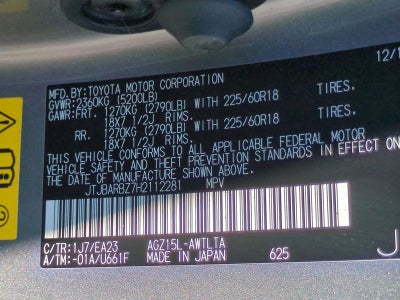 MFD. BY: TOYOTA MOTOR CORPORATION 12/1
GVWR: 2360KG (5200LB)
GAWR: FRT. 1270KG (2790LB) WITH 225/60R18 TIRES.
18X7 1/2J RIMS.
RR. 1270KG (2790LB) WITH 225/60R18 TIRES.
18X7 1/2J RIMS.
THIS VEHICLE CONFORMS TO ALL APPLICABLE FEDERAL MOTOR
VEHICLE SAFETY AND THEFT PREVENTION STANDARDS IN EFFECT ON
THE DATE OF MANUFACTURE SHOWN ABOVE.
JTJBARBZ7H2112281 MPV
C/TR: 1J7/EA23 AGZ15L-AWTLTA J
A/TM: -01A/U661F MADE IN JAPAN 625